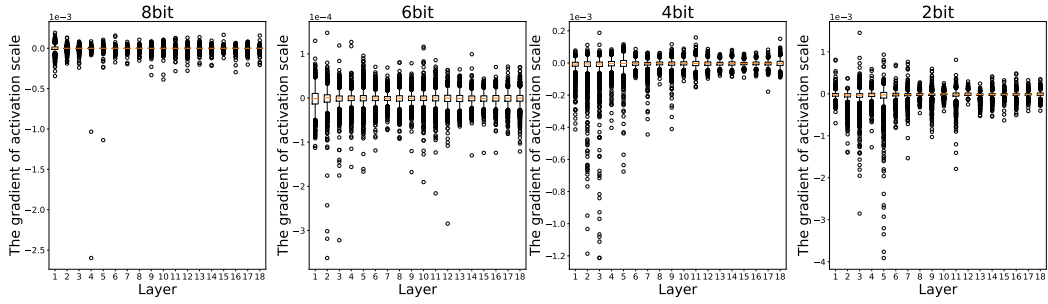 8bit
1e−3
The gradient of activation scale
0.0
−0.5
−1.0
−1.5
−2.0
−2.5
1 2 3 4 5 6 7 8 9 10 11 12 13 14 15 16 17 18
Layer
6bit
1e−4
The gradient of activation scale
1
0
−1
−2
−3
1 2 3 4 5 6 7 8 9 10 11 12 13 14 15 16 17 18
Layer
4bit
1e−3
The gradient of activation scale
0.2
0.0
−0.2
−0.4
−0.6
−0.8
−1.0
−1.2
1 2 3 4 5 6 7 8 9 10 11 12 13 14 15 16 17 18
Layer
2bit
1e−3
The gradient of activation scale
1
0
−1
−2
−3
−4
1 2 3 4 5 6 7 8 9 10 11 12 13 14 15 16 17 18
Layer